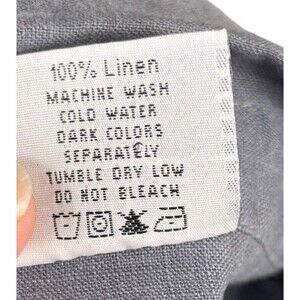 100% Linen
MACHINE WASH
COLD WATER
DARK COLORS
SEPARATELY
TUMBLE DRY LOW
DO NOT BLEACH